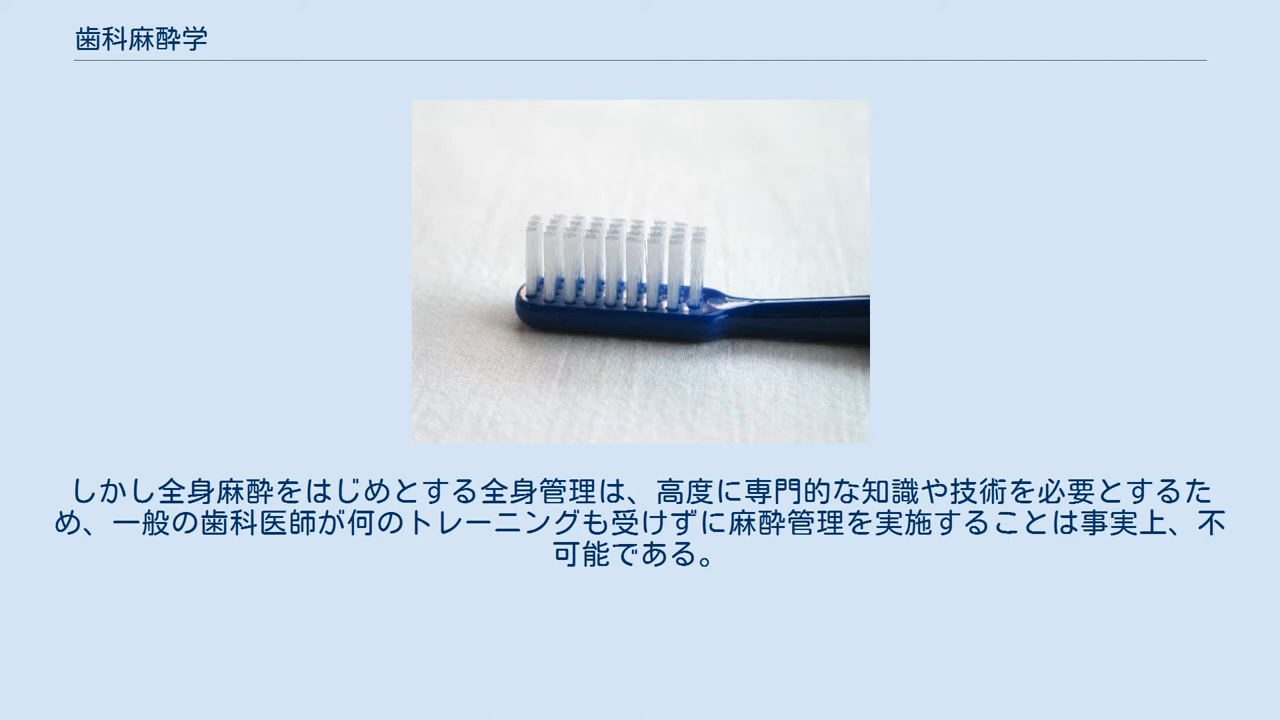 歯科麻酔学
しかし全身麻酔をはじめとする全身管理は、高度に専門的な知識や技術を必要とするた
め、一般の歯科医師が何のトレーニングも受けずに麻酔管理を実施することは事実上、不
可能である。